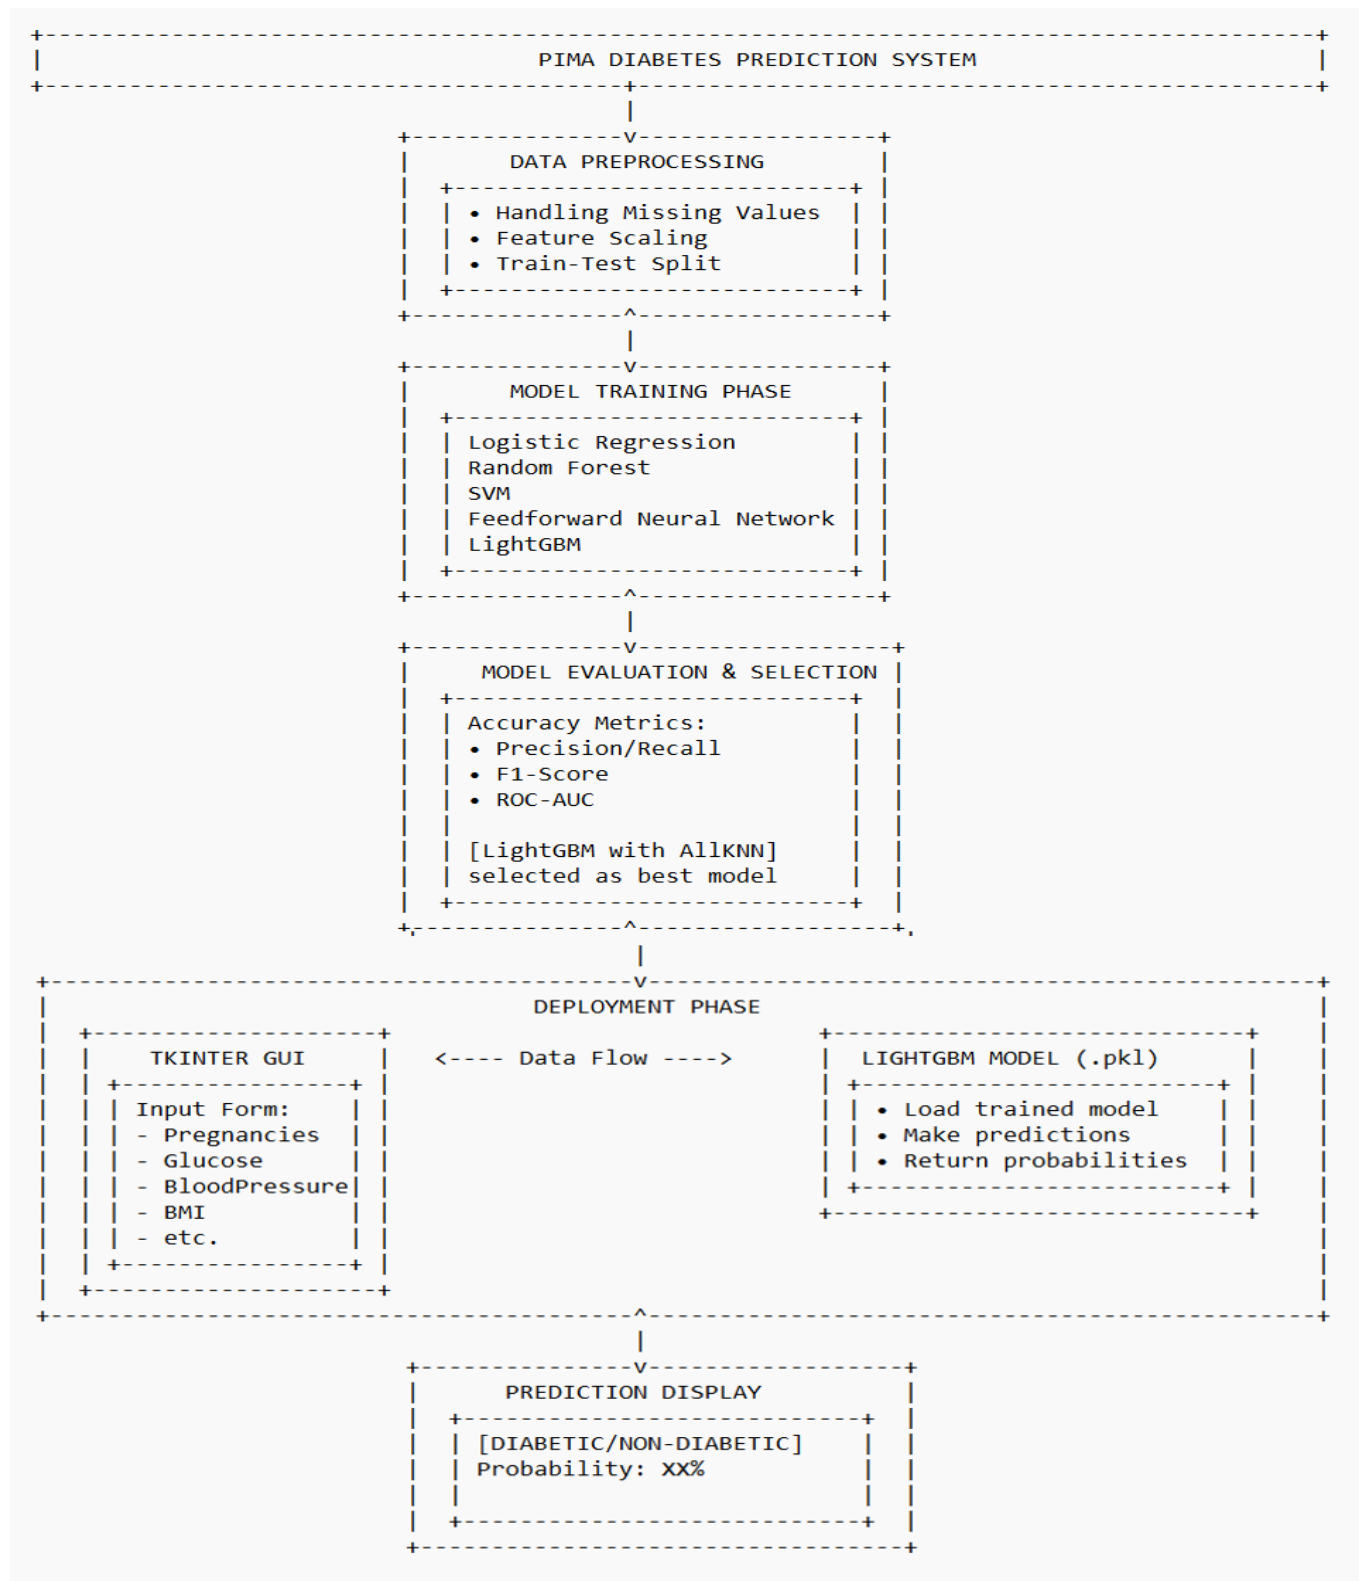 PIMA DIABETES PREDICTION SYSTEM
DATA PREPROCESSING
• Handling Missing Values
• Feature Scaling
• Train-Test Split
MODEL TRAINING PHASE
Logistic Regression
Random Forest
SVM
Feedforward Neural Network
LightGBM
MODEL EVALUATION & SELECTION
Accuracy Metrics:
• Precision/Recall
• F1-Score
• ROC-AUC
[LightGBM with AllKNN]
selected as best model
DEPLOYMENT PHASE
TKINTER GUI
<---- Data Flow ---->
LIGHTGBM MODEL (.pkl)
Input Form:
- Pregnancies
- Glucose
- BloodPressure
- BMI
- etc.
• Load trained model
• Make predictions
• Return probabilities
PREDICTION DISPLAY
[DIABETIC/NON-DIABETIC]
Probability: XX%